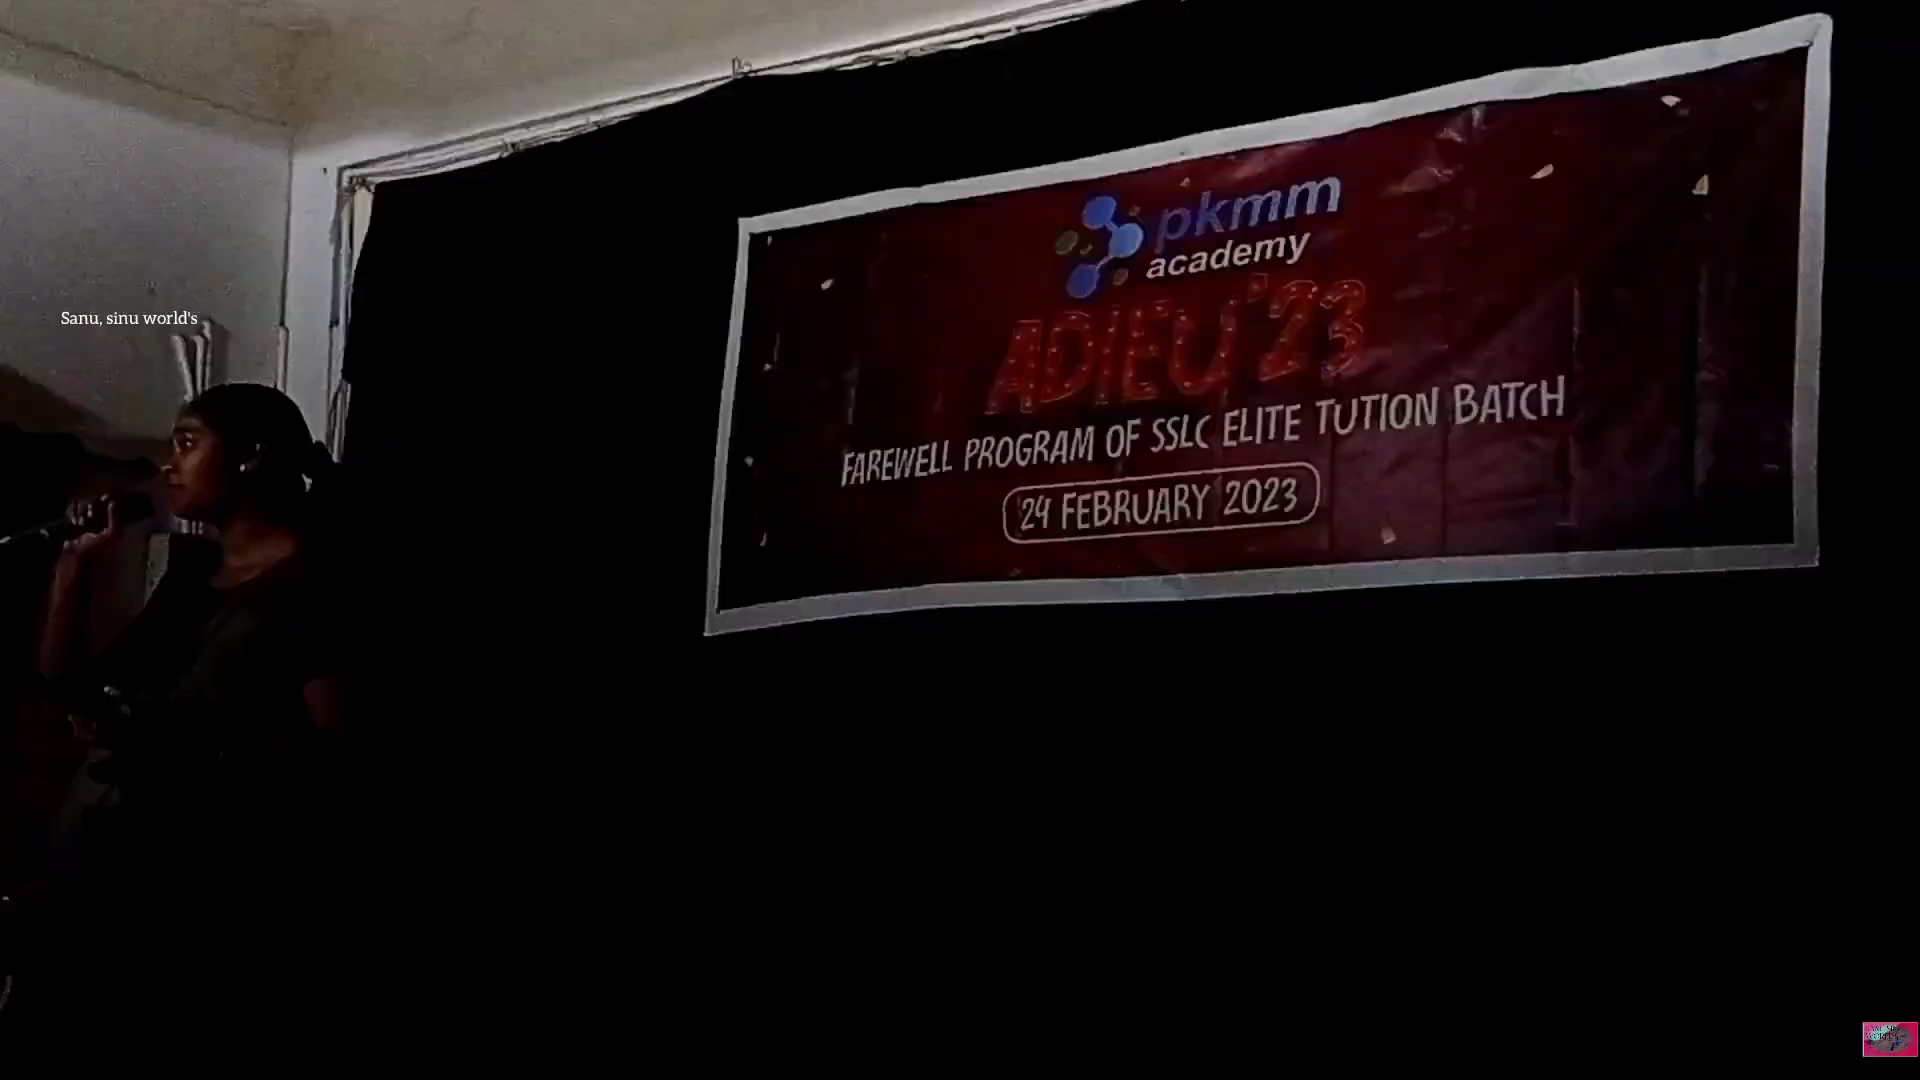 pkmm
academy
ADIEU'23
FAREWELL PROGRAM OF SSLC ELITE TUTION BATCH
24 FEBRUARY 2023
Sanu, sinu world's